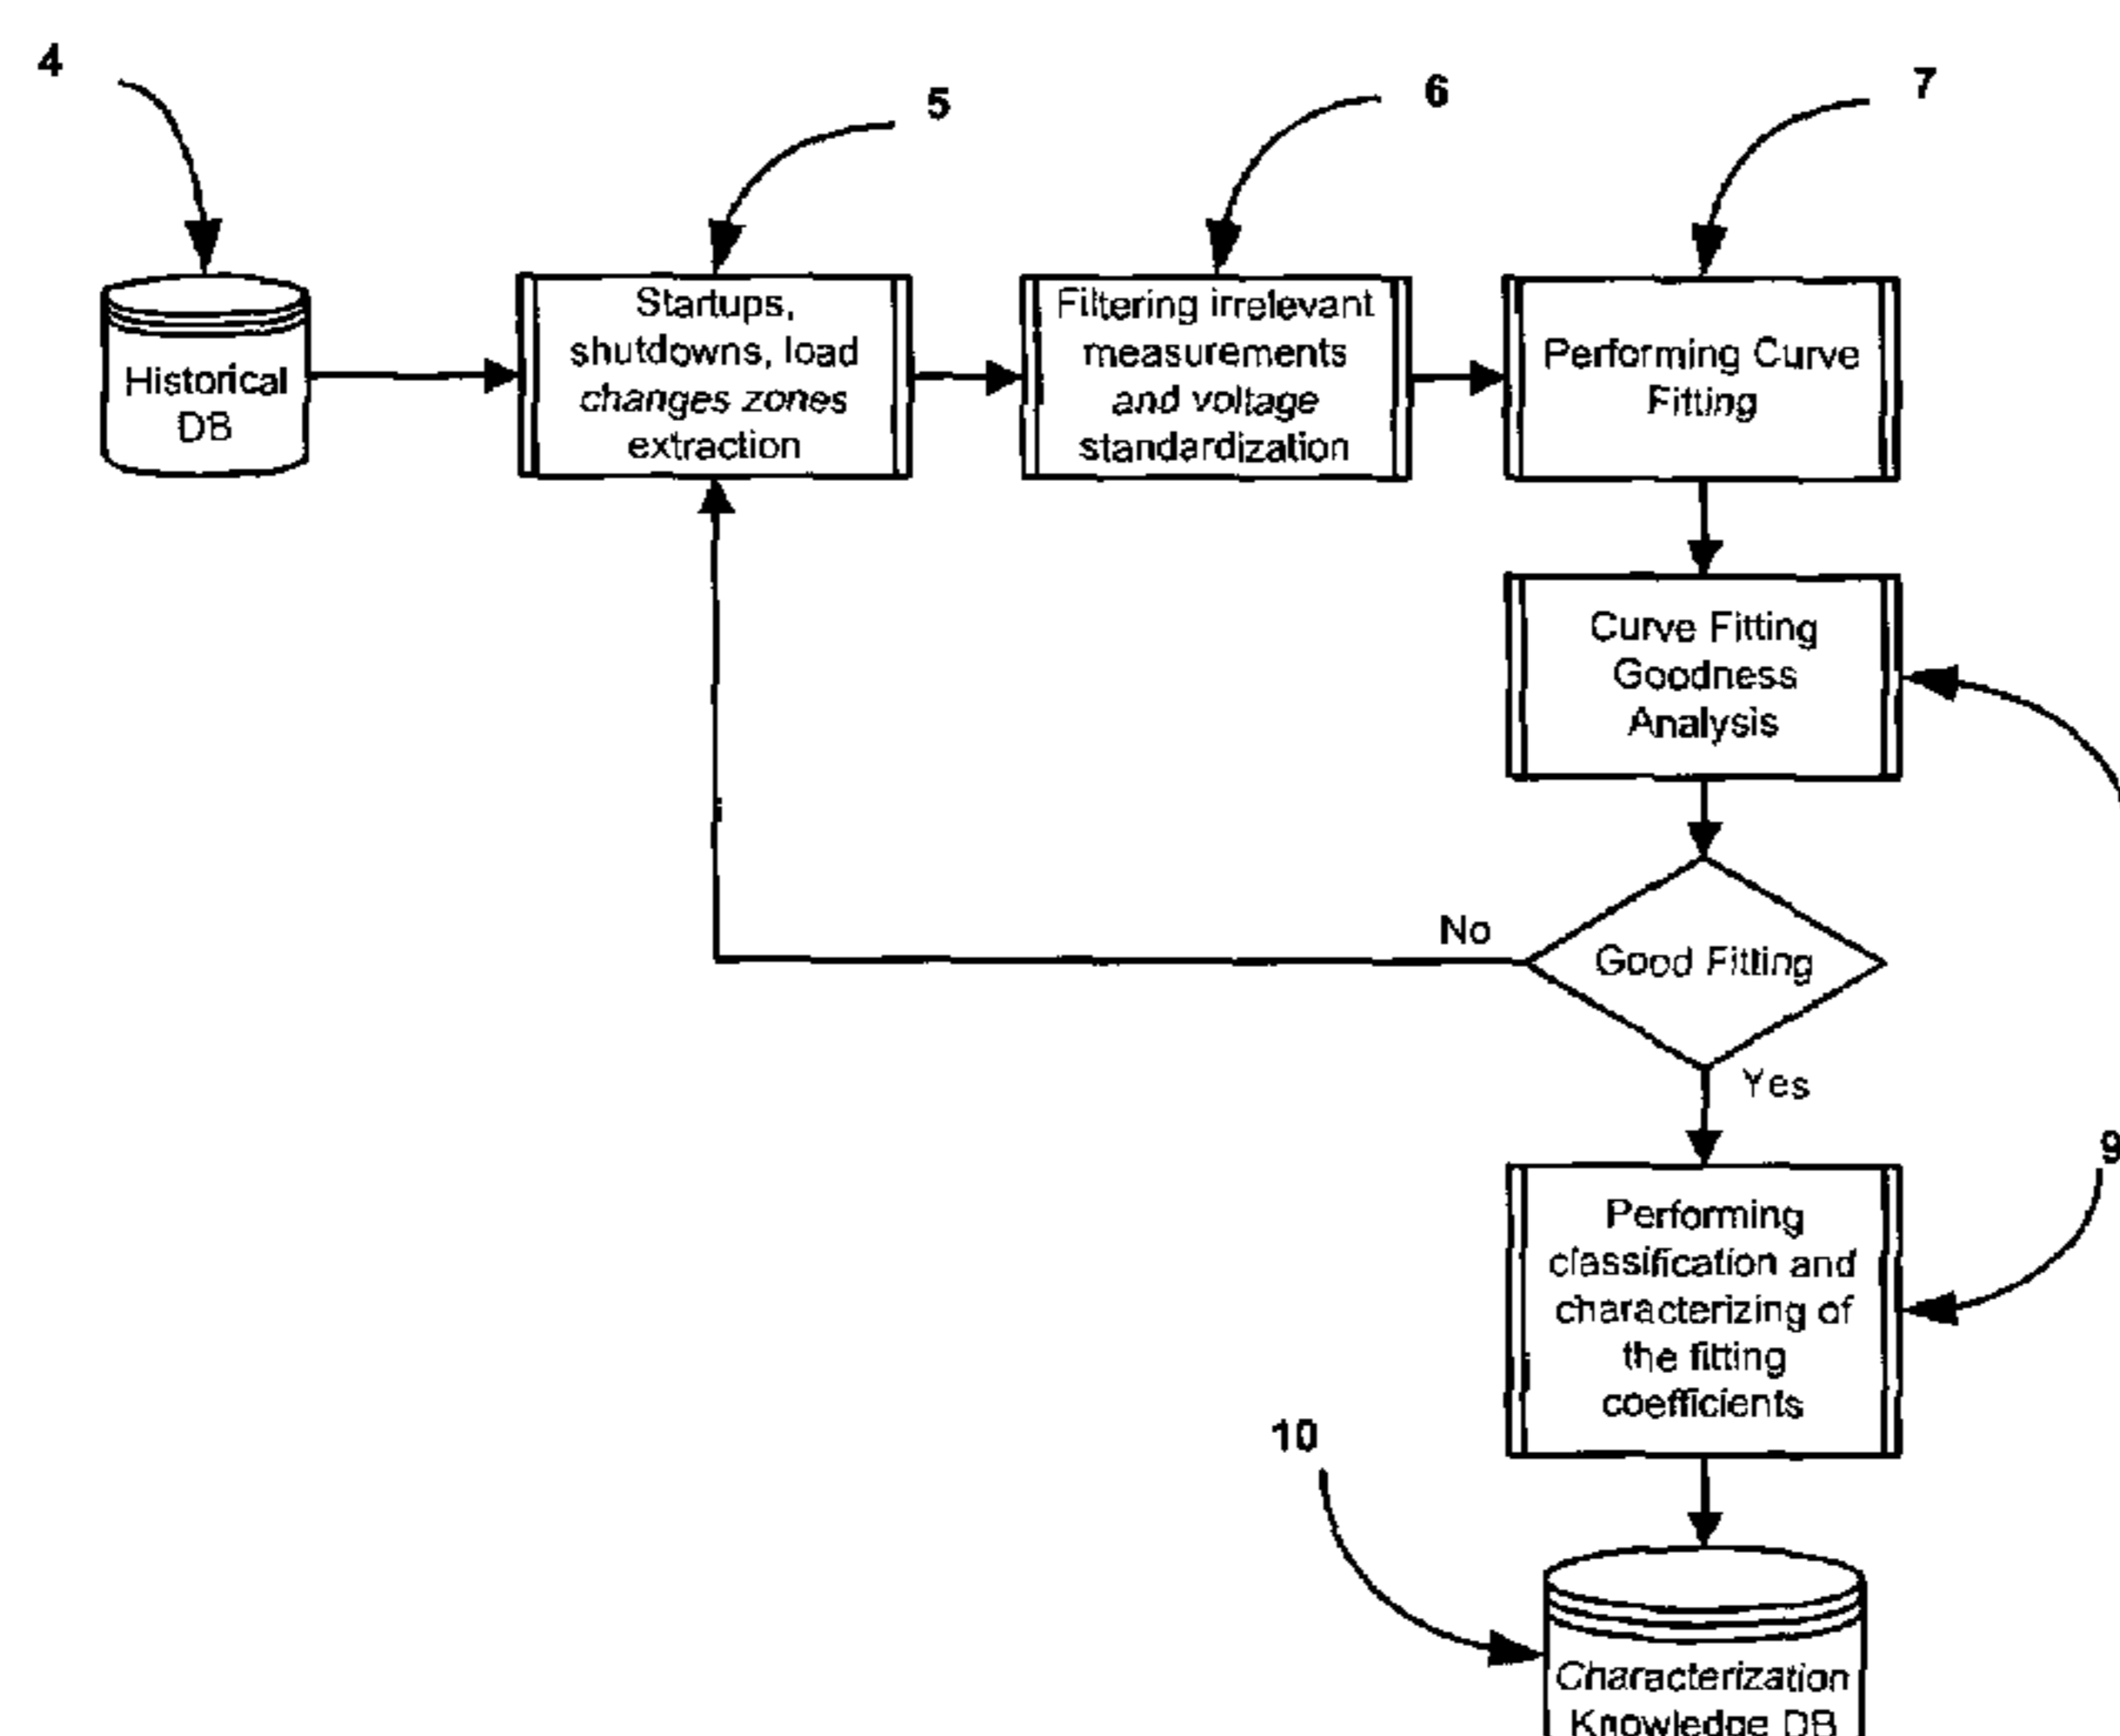 4
5
6
7
Historical
DB
Startups,
shutdowns, load
changes zones
extraction
Filtering irrelevant
measurements
and voltage
standardization
Performing Curve
Fitting
Curve Fitting
Goodness
Analysis
No
Good Fitting
Yes
9
Performing
classification and
characterizing of
the fitting
coefficients
10
Characterization
Knowledge DB